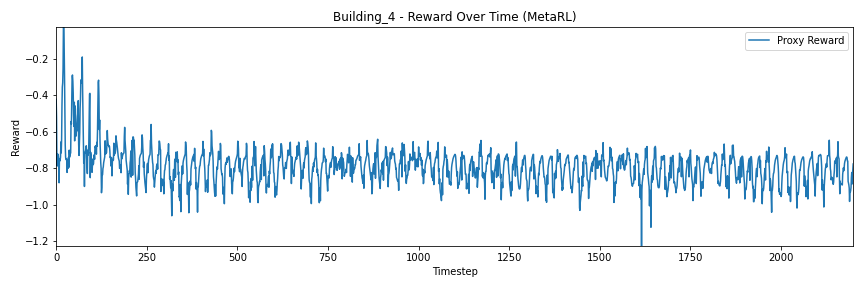 Building_4 - Reward Over Time (MetaRL)
Proxy Reward
Reward
−0.2
−0.4
−0.6
−0.8
−1.0
−1.2
0 250 500 750 1000 1250 1500 1750 2000
Timestep